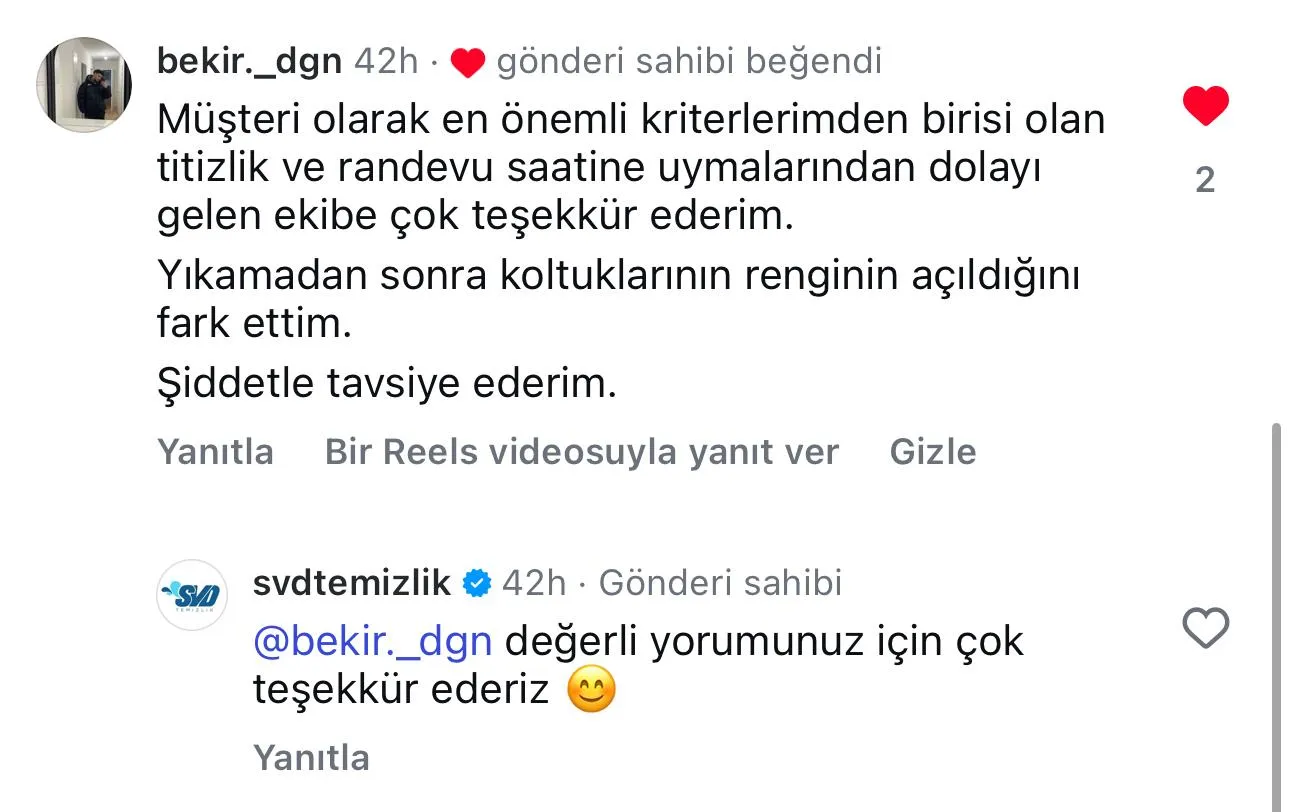 bekir._dgn 42h · ❤️ gönderi sahibi beğendi
Müşteri olarak en önemli kriterlerimden birisi olan
titizlik ve randevu saatine uymalarından dolayı
gelen ekibe çok teşekkür ederim.
2
Yıkamadan sonra koltuklarının renginin açıldığını
fark ettim.
Şiddetle tavsiye ederim.
Yanıtla Bir Reels videosuyla yanıt ver Gizle
SVD
TEMİZLİK
svdtemizlik 42h · Gönderi sahibi
@bekir._dgn değerli yorumunuz için çok
teşekkür ederiz 😊
Yanıtla